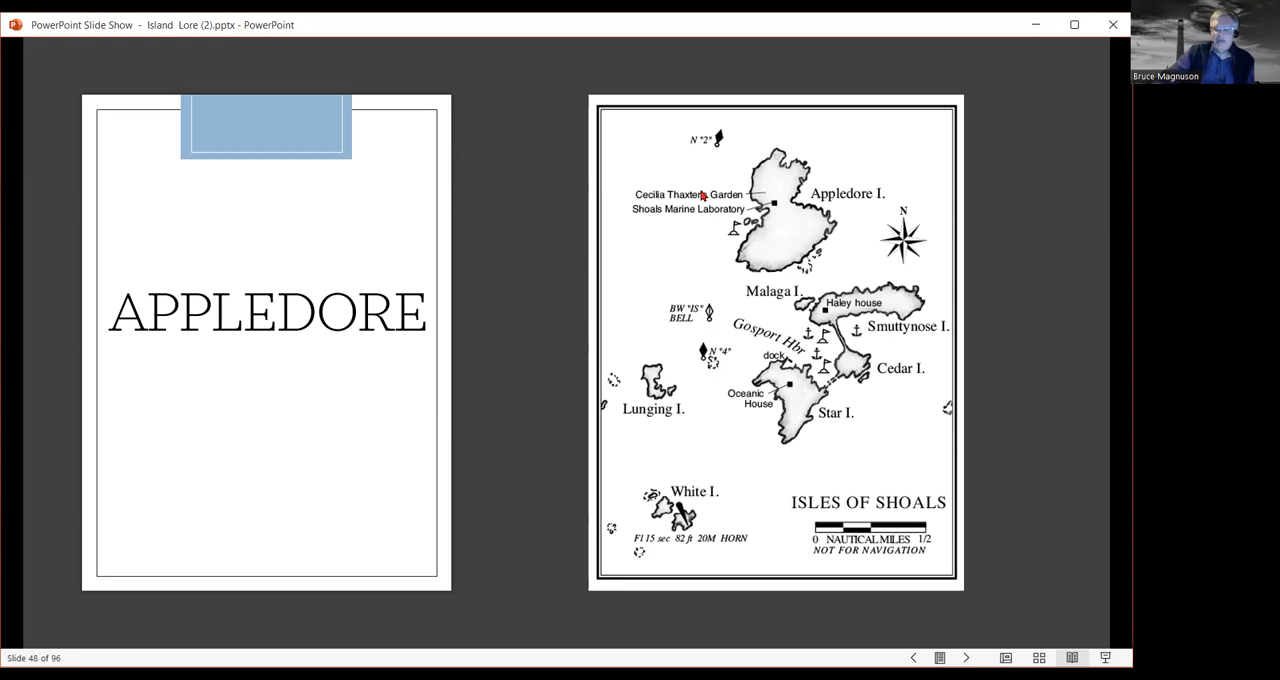 PowerPoint Slide Show - Island Lore (2).pptx - PowerPoint
Bruce Magnuson
APPLEDORE
N "2"
Cecilia Thaxters Garden
Shoals Marine Laboratory
Appledore I.
N
Malaga I.
Haley house
BW "IS"
BELL
Gosport Hbr
Smuttynose I.
N "4"
dock
Cedar I.
Oceanic
House
Lunging I.
Star I.
White I.
ISLES OF SHOALS
Fl 15 sec 82 ft 20M HORN
0 NAUTICAL MILES 1/2
NOT FOR NAVIGATION
Slide 48 of 96